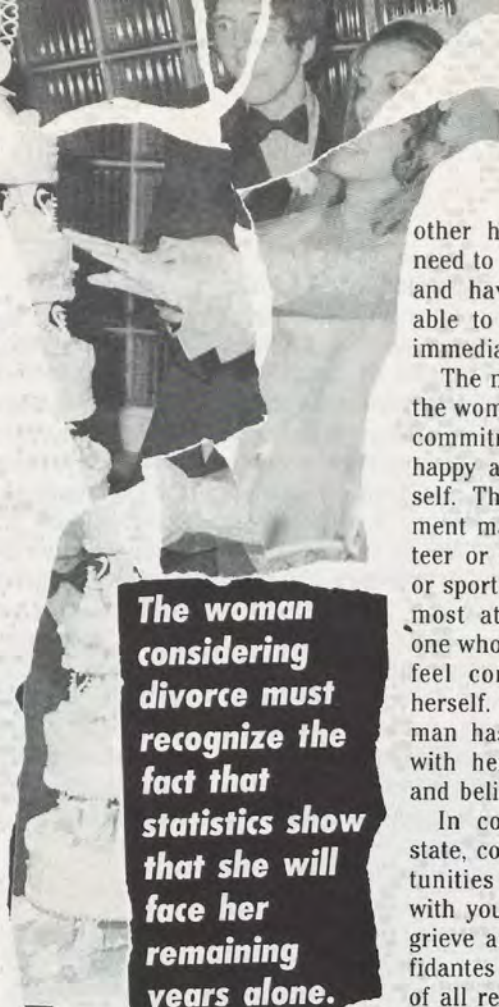 The woman
considering
divorce must
recognize the
fact that
statistics show
that she will
face her
remaining
years alone.
other h
need to
and hav
able to
immedia
The n
the wom
commitm
happy a
self. Th
ment m
teer or
or sport
most at
one who
feel con
herself.
man has
with he
and beli
In co
state, co
tunities
with you
grieve a
fidantes
of all re